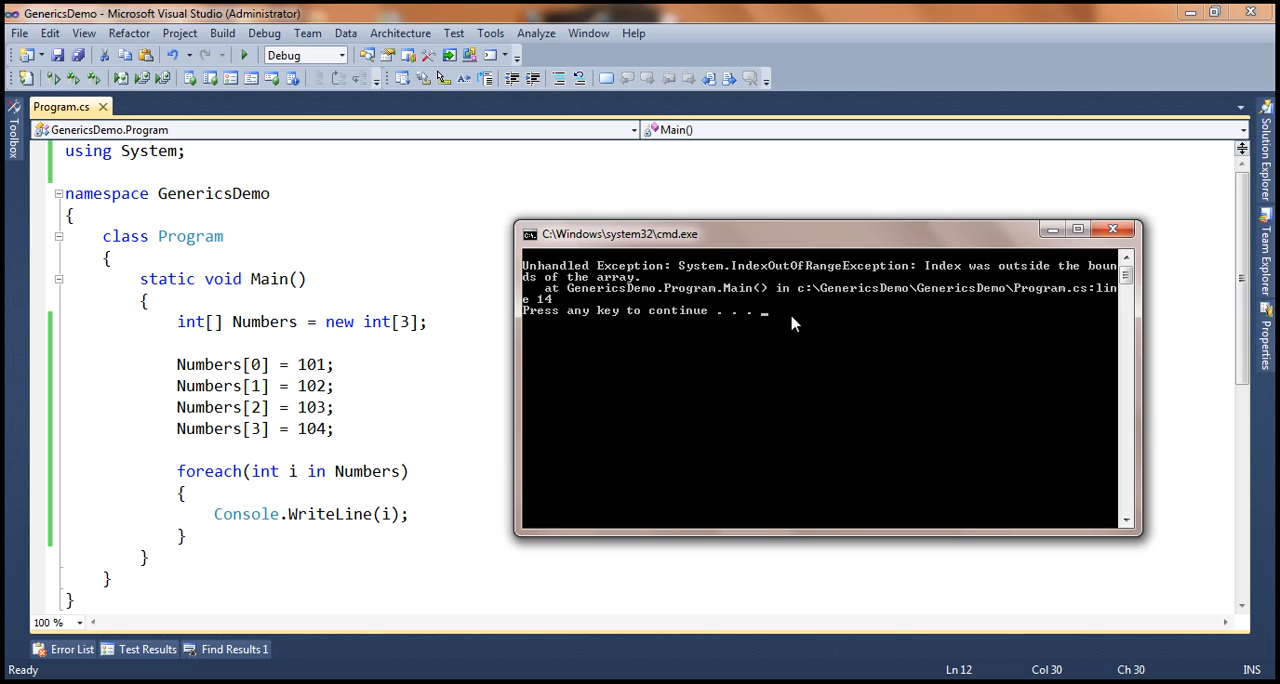 GenericsDemo - Microsoft Visual Studio (Administrator)
File Edit View Refactor Project Build Debug Team Data Architecture Test Tools Analyze Window Help
Debug
Program.cs
GenericsDemo.Program
Main()
Toolbox
Solution Explorer
Team Explorer
Properties
using System;
namespace GenericsDemo
{
class Program
{
static void Main()
{
int[] Numbers = new int[3];
Numbers[0] = 101;
Numbers[1] = 102;
Numbers[2] = 103;
Numbers[3] = 104;
foreach(int i in Numbers)
{
Console.WriteLine(i);
}
}
}
}
C:\Windows\system32\cmd.exe
Unhandled Exception: System.IndexOutOfRangeException: Index was outside the boun
ds of the array.
at GenericsDemo.Program.Main() in c:\GenericsDemo\GenericsDemo\Program.cs:lin
e 14
Press any key to continue . . . _
100 %
Error List Test Results Find Results 1
Ready Ln 12 Col 30 Ch 30 INS